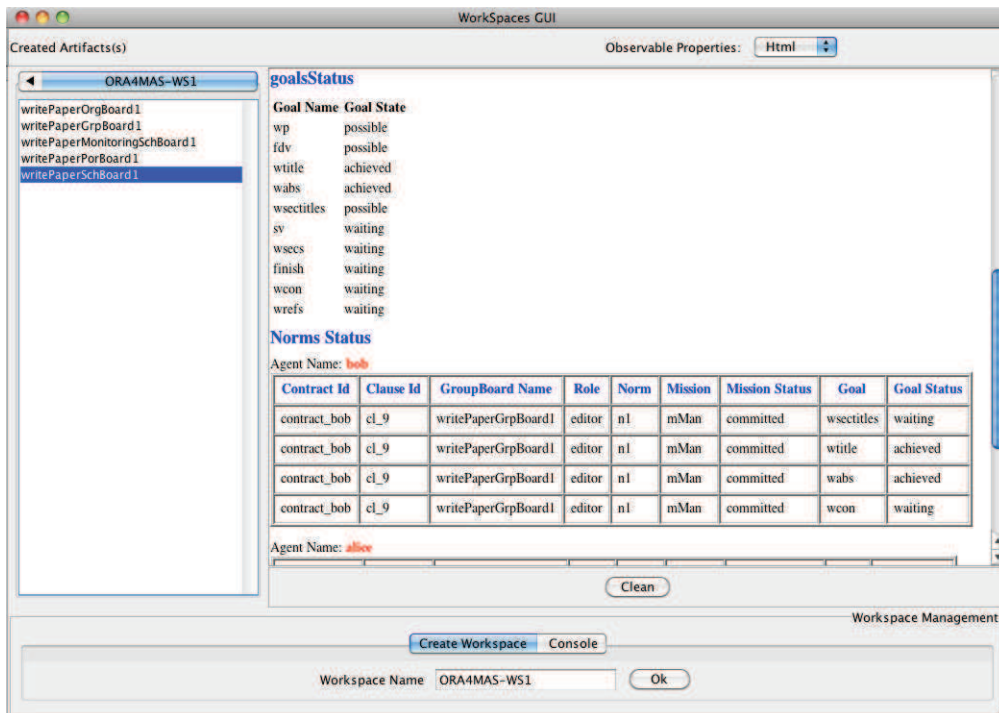 WorkSpaces GUI
Created Artifacts(s) Observable Properties: Html
ORA4MAS-WS1
writePaperOrgBoard1
writePaperGrpBoard1
writePaperMonitoringSchBoard1
writePaperPorBoard1
writePaperSchBoard1
goalsStatus
Goal Name Goal State
wp possible
fdv possible
wtitle achieved
wabs achieved
wsectitles possible
sv waiting
wsecs waiting
finish waiting
wcon waiting
wrefs waiting
Norms Status
Agent Name: bob
Contract Id Clause Id GroupBoard Name Role Norm Mission Mission Status Goal Goal Status
contract_bob cl_9 writePaperGrpBoard1 editor n1 mMan committed wsectitles waiting
contract_bob cl_9 writePaperGrpBoard1 editor n1 mMan committed wtitle achieved
contract_bob cl_9 writePaperGrpBoard1 editor n1 mMan committed wabs achieved
contract_bob cl_9 writePaperGrpBoard1 editor n1 mMan committed wcon waiting
Agent Name: alice
Clean
Workspace Management
Create Workspace Console
Workspace Name ORA4MAS-WS1 Ok